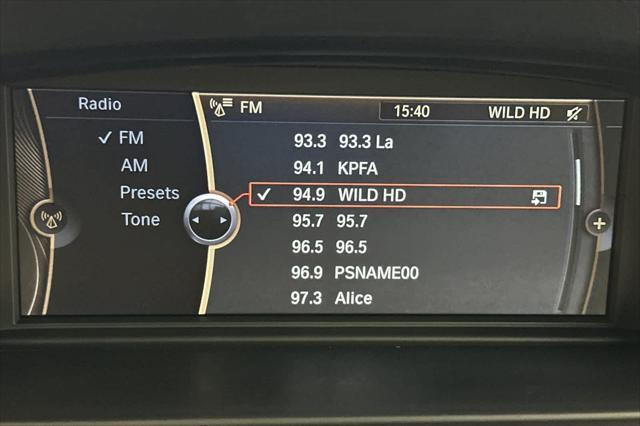 Radio
FM
AM
Presets
Tone
FM 15:40 WILD HD
93.3 93.3 La
94.1 KPFA
94.9 WILD HD
95.7 95.7
96.5 96.5
96.9 PSNAME00
97.3 Alice
+